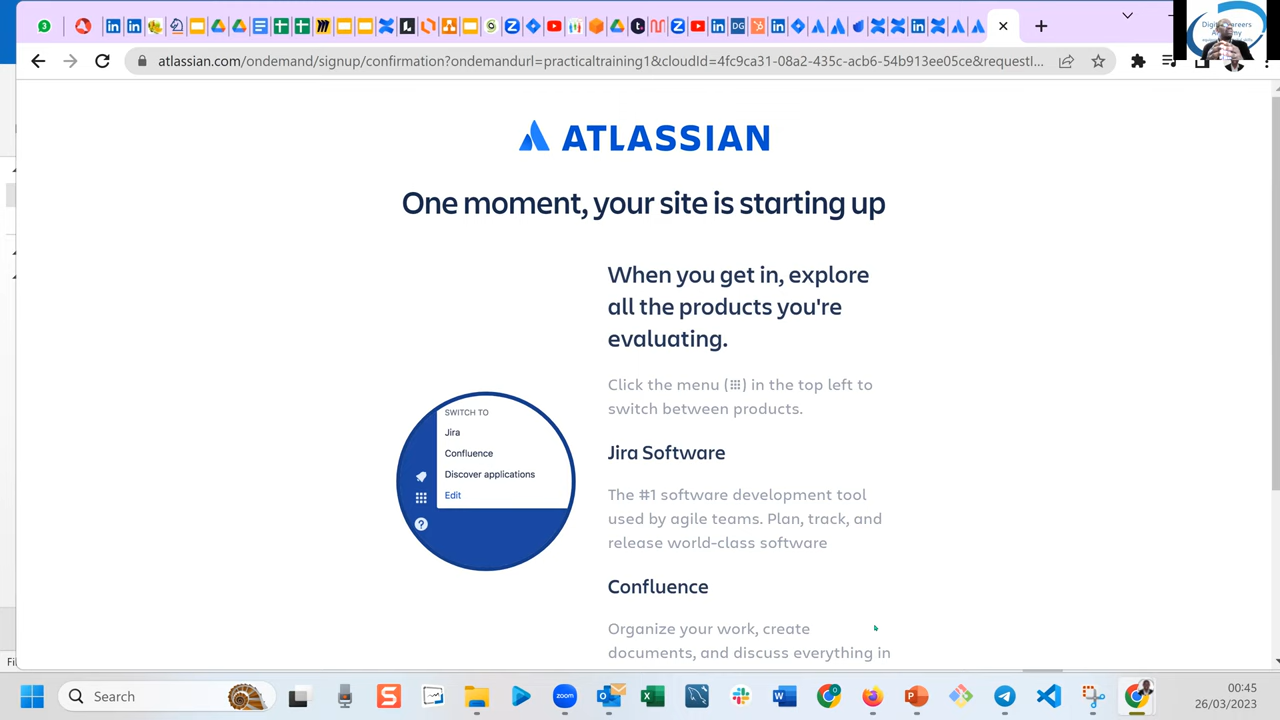 atlassian.com/ondemand/signup/confirmation?ondemandurl=practicaltraining1&cloudId=4fc9ca31-08a2-435c-acb6-54b913ee05ce&requestI...
ATLASSIAN
One moment, your site is starting up
When you get in, explore
all the products you're
evaluating.
Click the menu ( ) in the top left to
switch between products.
SWITCH TO
Jira
Confluence
Discover applications
Edit
Jira Software
The #1 software development tool
used by agile teams. Plan, track, and
release world-class software
Confluence
Organize your work, create
documents, and discuss everything in
Search
zoom
00:45
26/03/2023